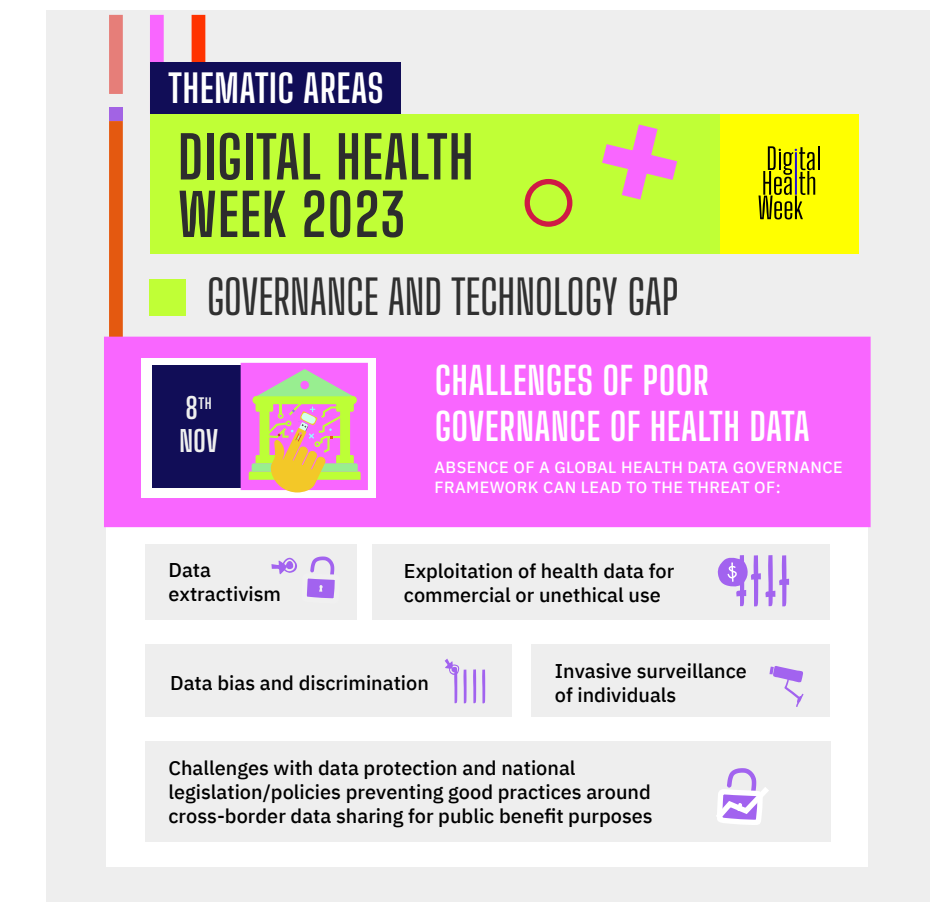 THEMATIC AREAS
DIGITAL HEALTH
WEEK 2023
Digital
Health
Week
GOVERNANCE AND TECHNOLOGY GAP
8TH
NOV
CHALLENGES OF POOR
GOVERNANCE OF HEALTH DATA
ABSENCE OF A GLOBAL HEALTH DATA GOVERNANCE
FRAMEWORK CAN LEAD TO THE THREAT OF:
Data
extractivism
Exploitation of health data for
commercial or unethical use
$
Data bias and discrimination
Invasive surveillance
of individuals
Challenges with data protection and national
legislation/policies preventing good practices around
cross-border data sharing for public benefit purposes